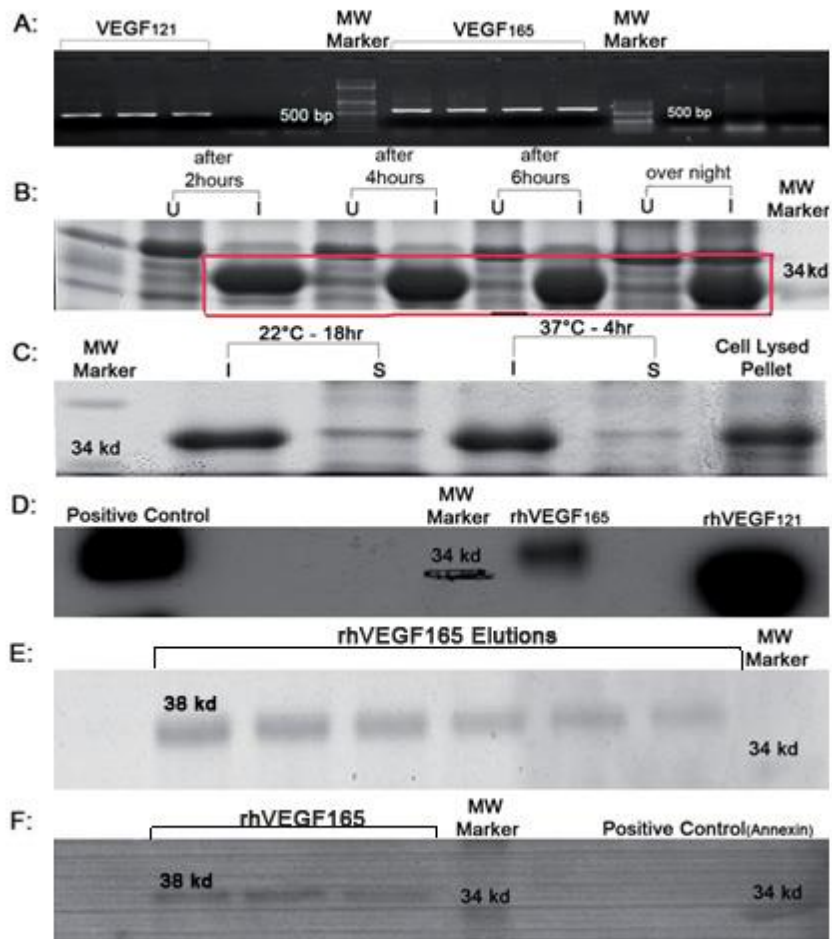 A:
VEGF121
MW
Marker
VEGF165
MW
Marker
500 bp
500 bp
B:
after
2hours
after
4hours
after
6hours
over night
MW
Marker
U I U I U I U I
34kd
C:
MW
Marker
22°C - 18hr
37°C - 4hr
Cell Lysed
Pellet
I S I S
34 kd
D:
Positive Control
MW
Marker
rhVEGF165
rhVEGF121
34 kd
E:
rhVEGF165 Elutions
MW
Marker
38 kd
34 kd
F:
rhVEGF165
MW
Marker
Positive Control(Annexin)
38 kd
34 kd
34 kd